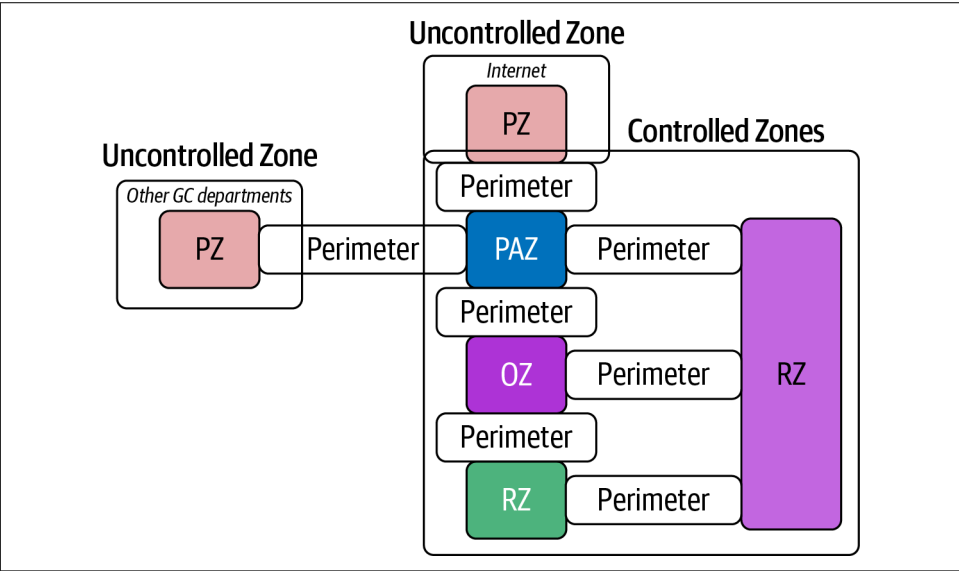 Uncontrolled Zone
Internet
PZ
Controlled Zones
Uncontrolled Zone
Other GC departments
PZ
Perimeter
Perimeter
PAZ
Perimeter
Perimeter
OZ
Perimeter
RZ
Perimeter
RZ
Perimeter